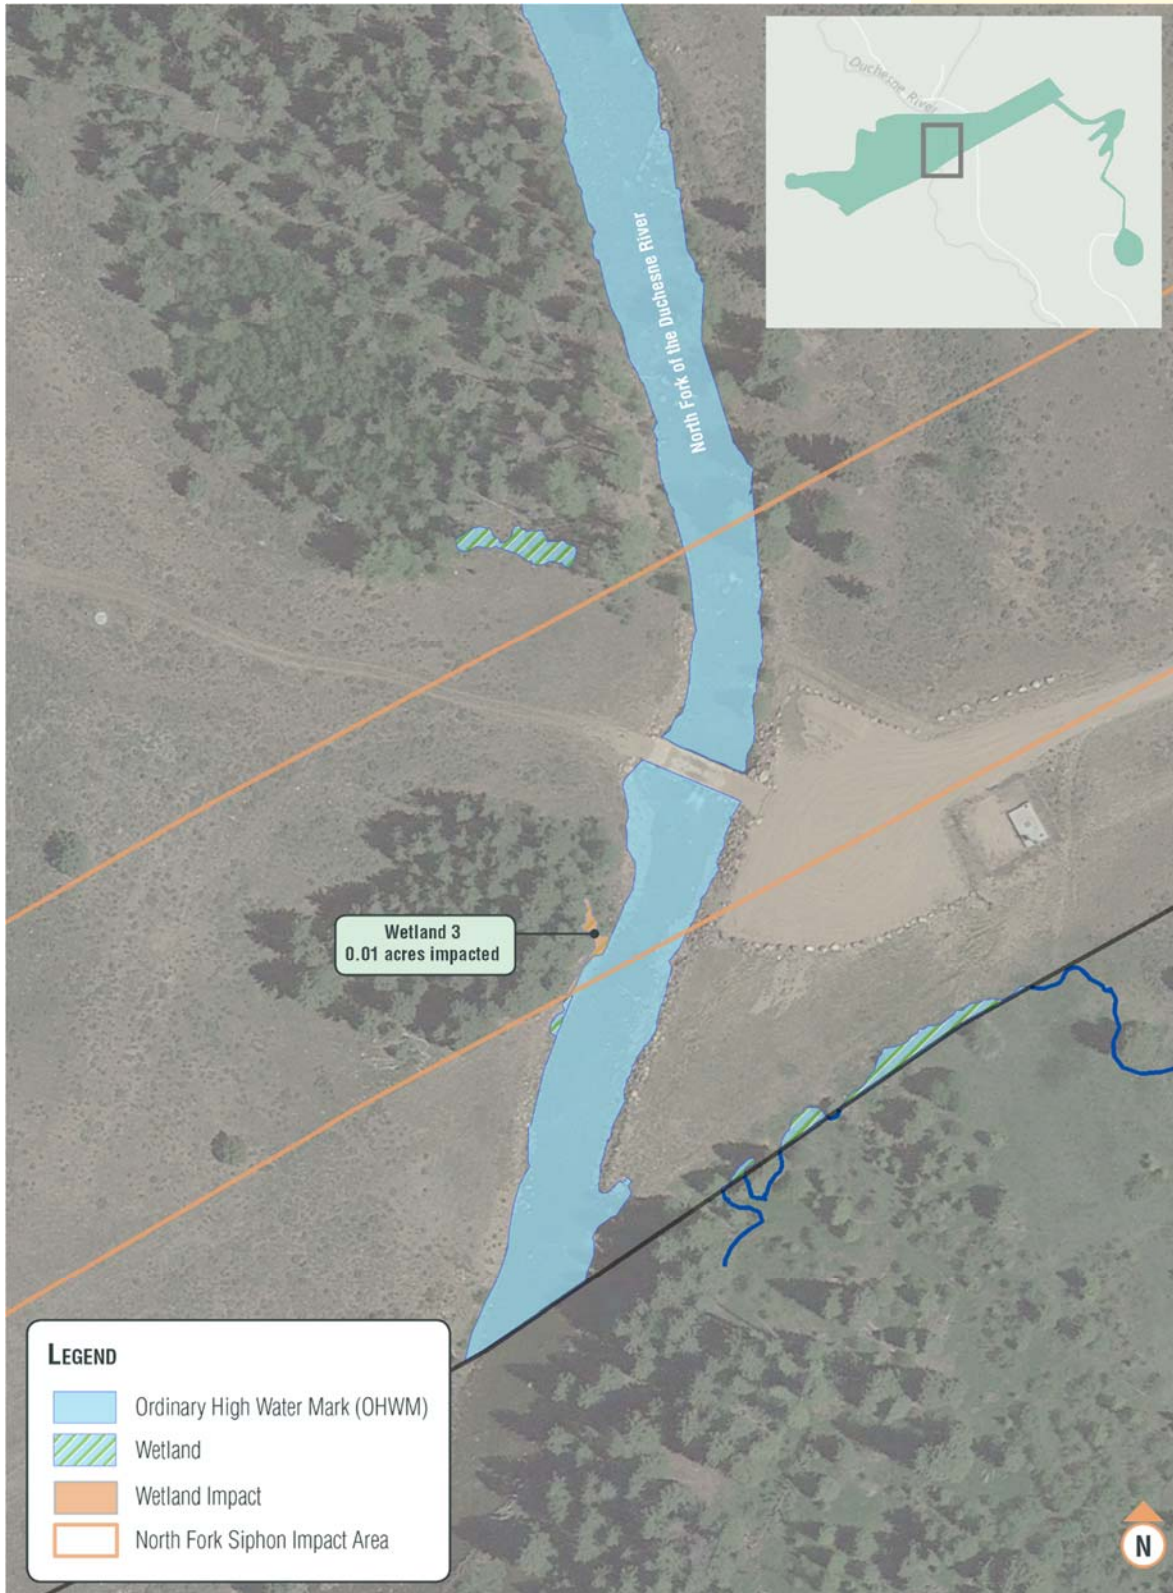 Duchesne River
North Fork of the Duchesne River
Wetland 3
0.01 acres impacted
LEGEND
Ordinary High Water Mark (OHWM)
Wetland
Wetland Impact
North Fork Siphon Impact Area
N